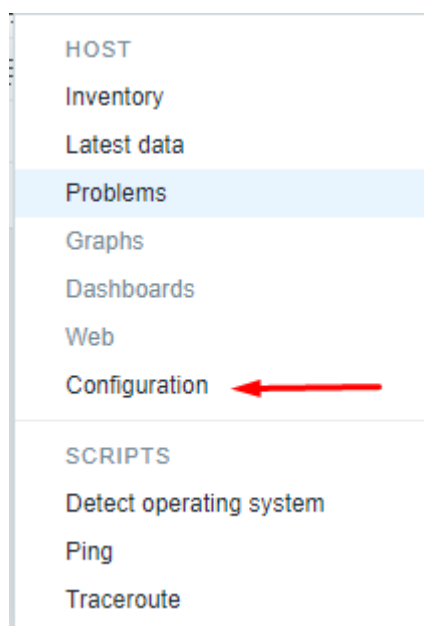 HOST
Inventory
Latest data
Problems
Graphs
Dashboards
Web
Configuration
SCRIPTS
Detect operating system
Ping
Traceroute